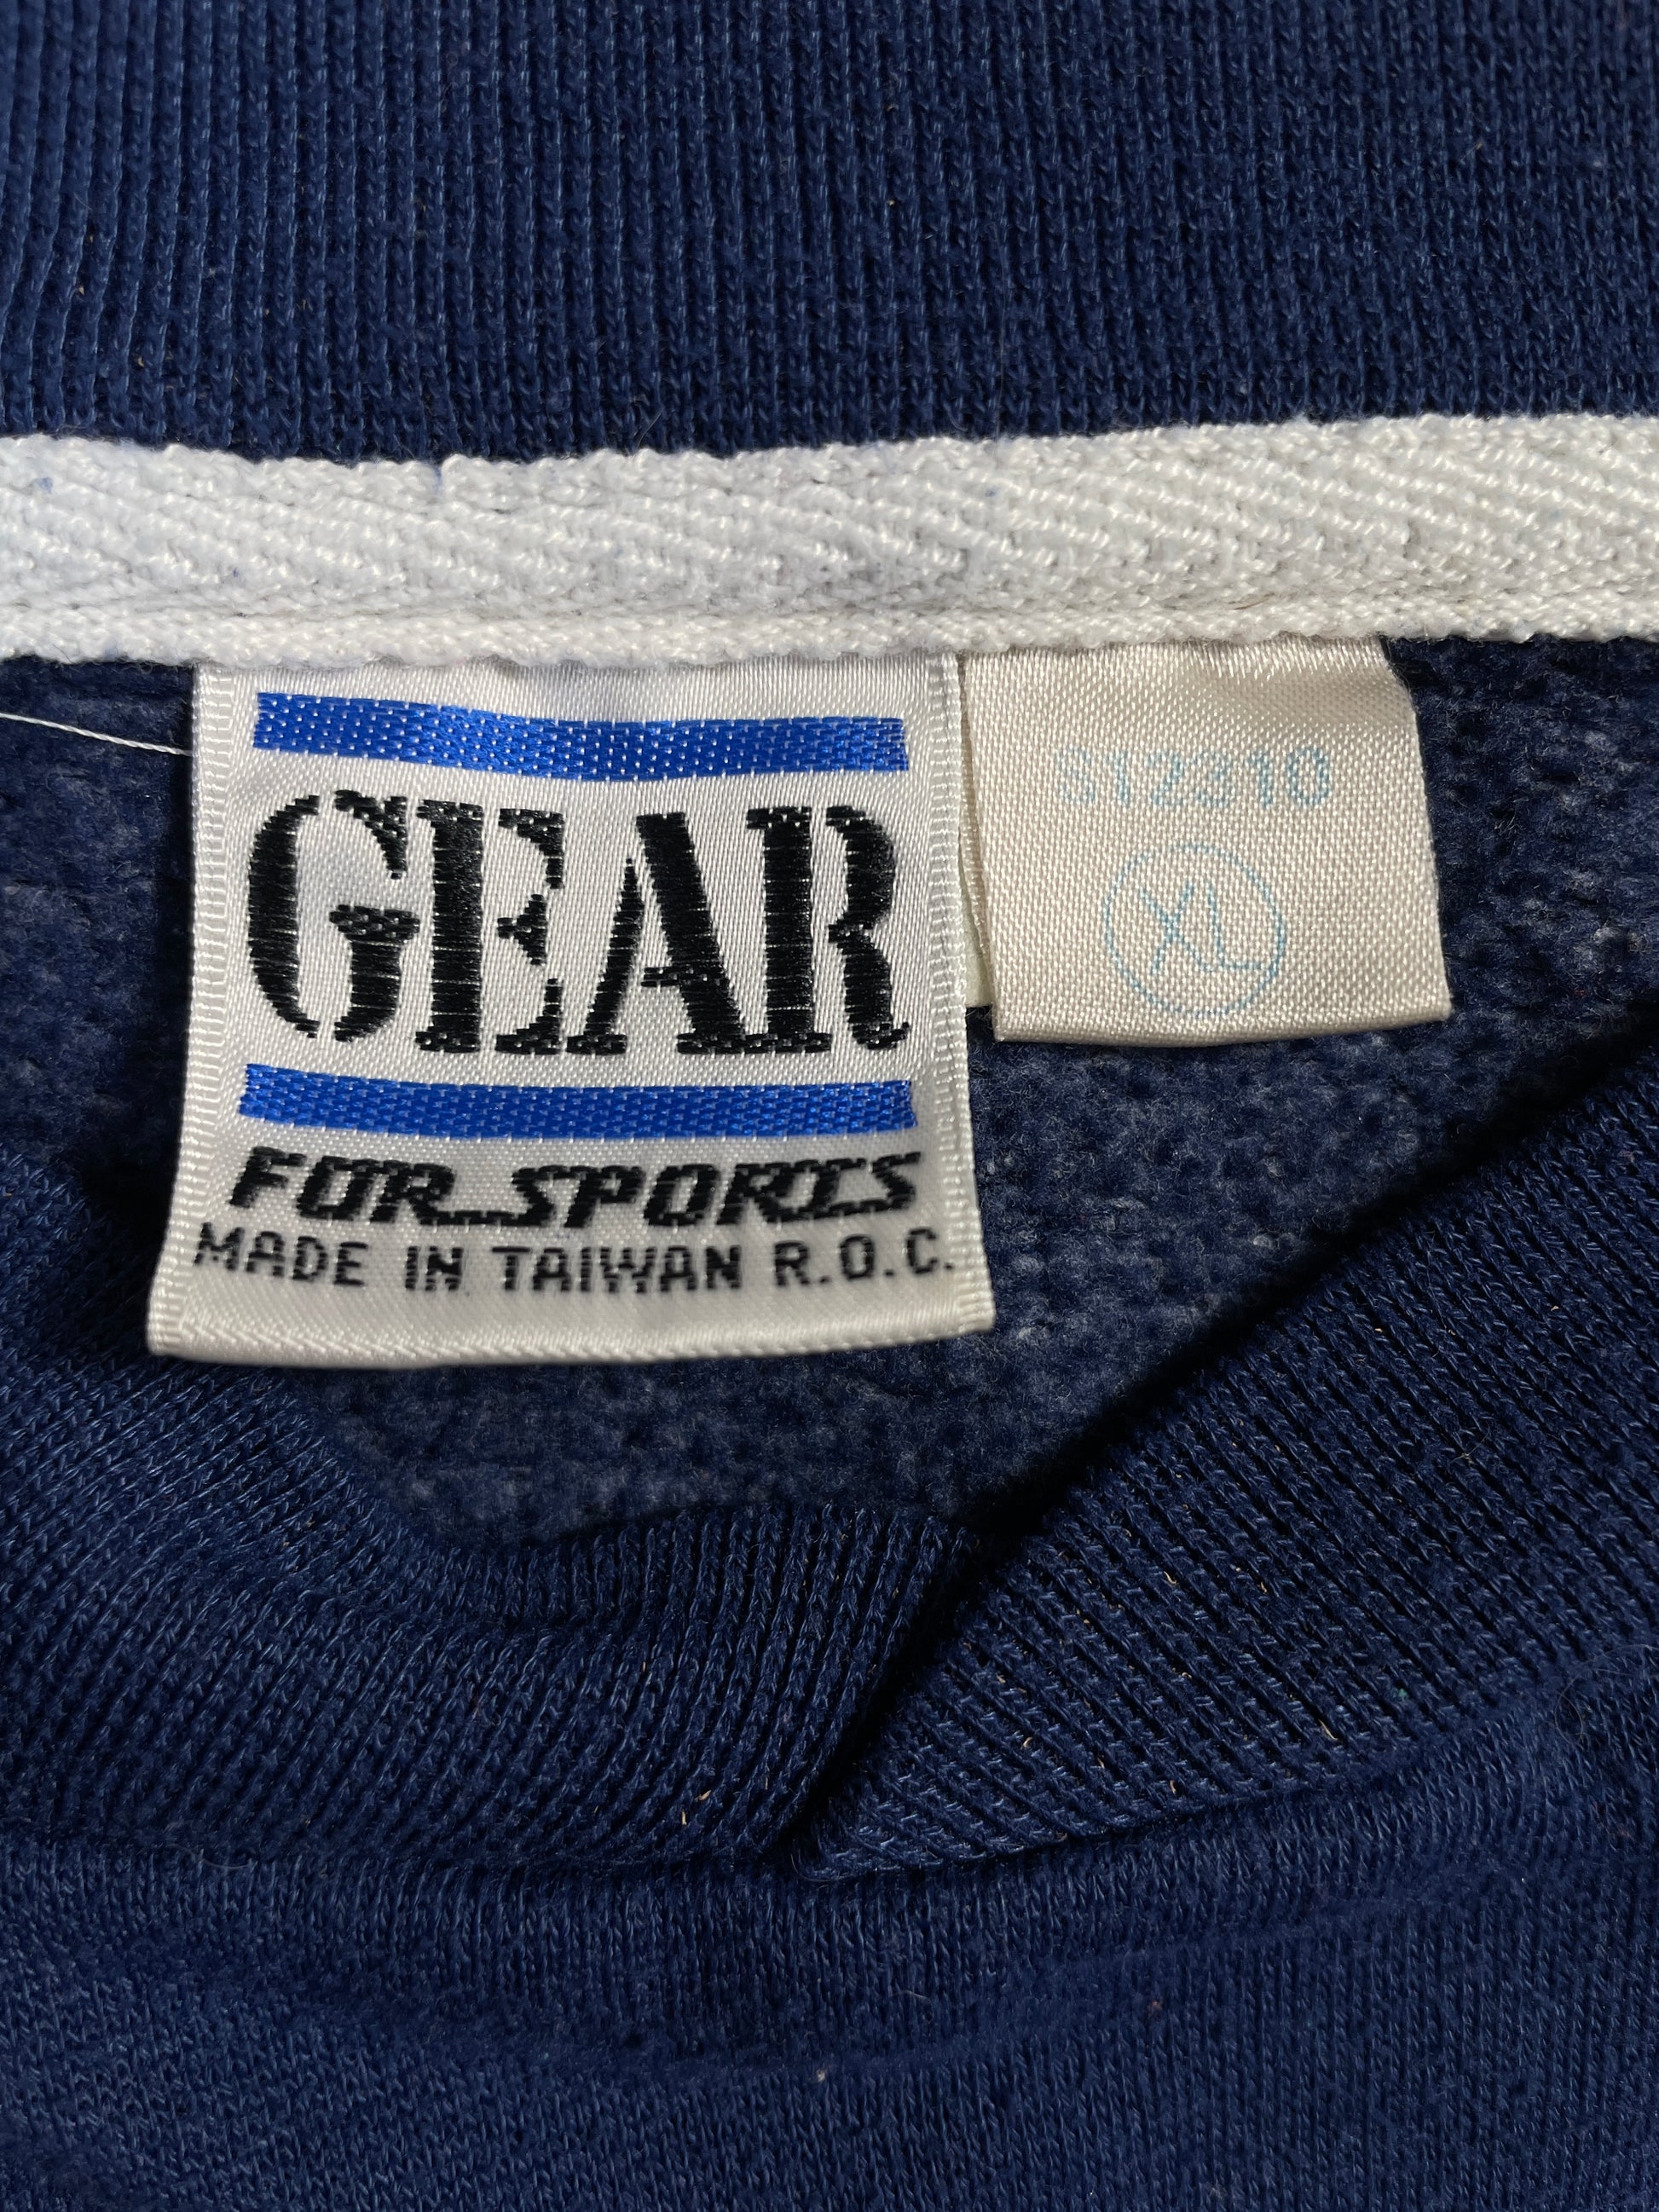 GEAR
FOR SPORTS
MADE IN TAIWAN R.O.C.
S12310
XL